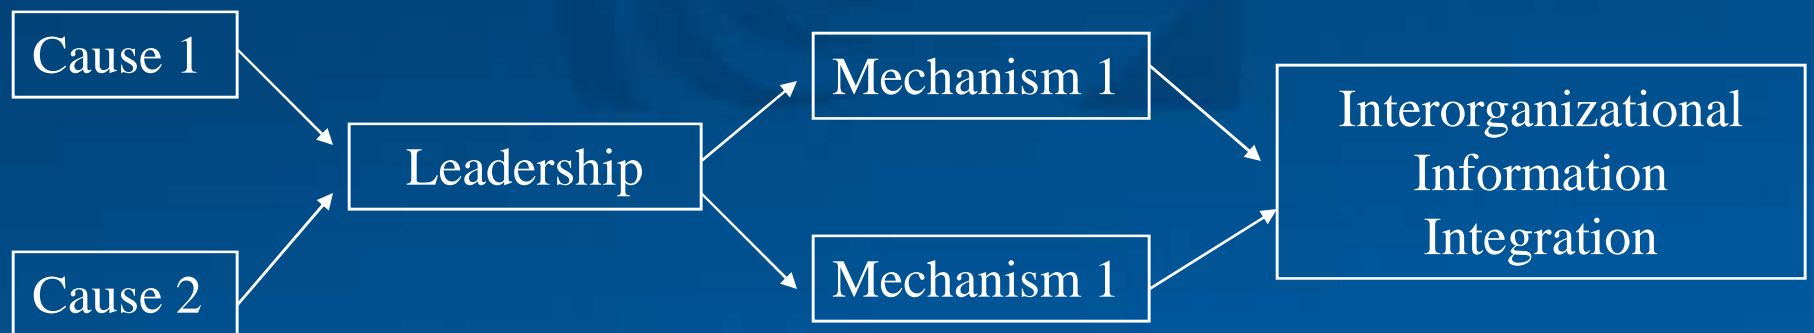 Cause 1
Cause 2
Leadership
Mechanism 1
Mechanism 1
Interorganizational
Information
Integration